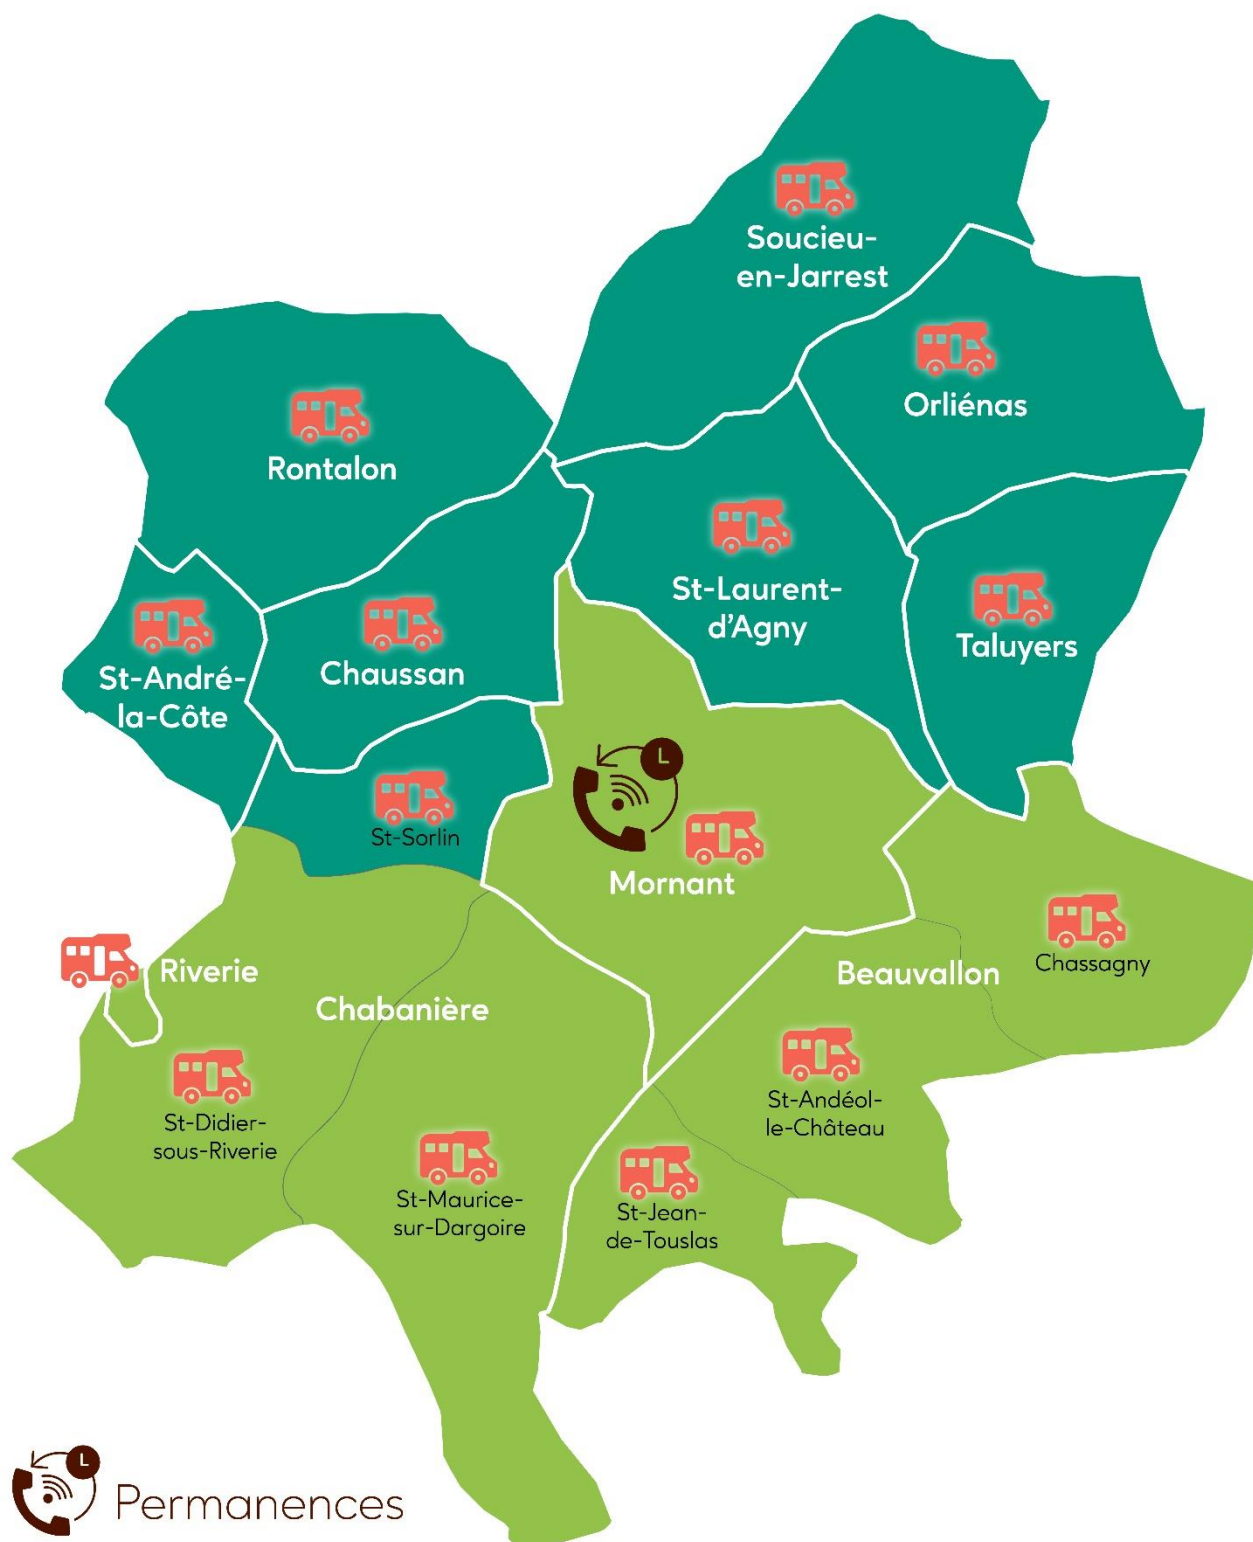 Soucieu-
en-Jarrest
Orliénas
Rontalon
St-Laurent-
d'Agny
Taluyers
St-André-
la-Côte
Chaussan
L
St-Sorlin
Mornant
Riverie
Chabanière
Beauvallon
Chassagny
St-Didier-
sous-Riverie
St-Andéol-
le-Château
St-Maurice-
sur-Dargoire
St-Jean-
de-Touslas
L
Permanences